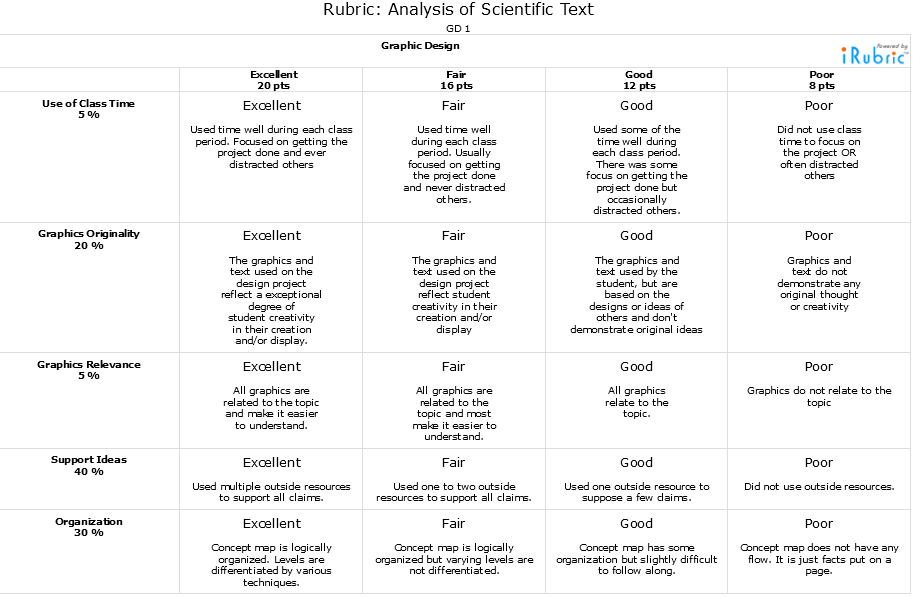 Rubric: Analysis of Scientific Text
GD 1
Graphic Design
Powered by
iRubric
Excellent
20 pts
Fair
16 pts
Good
12 pts
Poor
8 pts
Use of Class Time
5 %
Excellent
Used time well during each class
period. Focused on getting the
project done and ever
distracted others
Fair
Used time well
during each class
period. Usually
focused on getting
the project done
and never distracted
others.
Good
Used some of the
time well during
each class period.
There was some
focus on getting the
project done but
occasionally
distracted others.
Poor
Did not use class
time to focus on
the project OR
often distracted
others
Graphics Originality
20 %
Excellent
The graphics and
text used on the
design project
reflect a exceptional
degree of
student creativity
in their creation
and/or display.
Fair
The graphics and
text used on the
design project
reflect student
creativity in their
creation and/or
display
Good
The graphics and
text used by the
student, but are
based on the
designs or ideas of
others and don't
demonstrate original ideas
Poor
Graphics and
text do not
demonstrate any
original thought
or creativity
Graphics Relevance
5 %
Excellent
All graphics are
related to the topic
and make it easier
to understand.
Fair
All graphics are
related to the
topic and most
make it easier to
understand.
Good
All graphics
relate to the
topic.
Poor
Graphics do not relate to the
topic
Support Ideas
40 %
Excellent
Used multiple outside resources
to support all claims.
Fair
Used one to two outside
resources to support all claims.
Good
Used one outside resource to
suppose a few claims.
Poor
Did not use outside resources.
Organization
30 %
Excellent
Concept map is logically
organized. Levels are
differentiated by various
techniques.
Fair
Concept map is logically
organized but varying levels are
not differentiated.
Good
Concept map has some
organization but slightly difficult
to follow along.
Poor
Concept map does not have any
flow. It is just facts put on a
page.